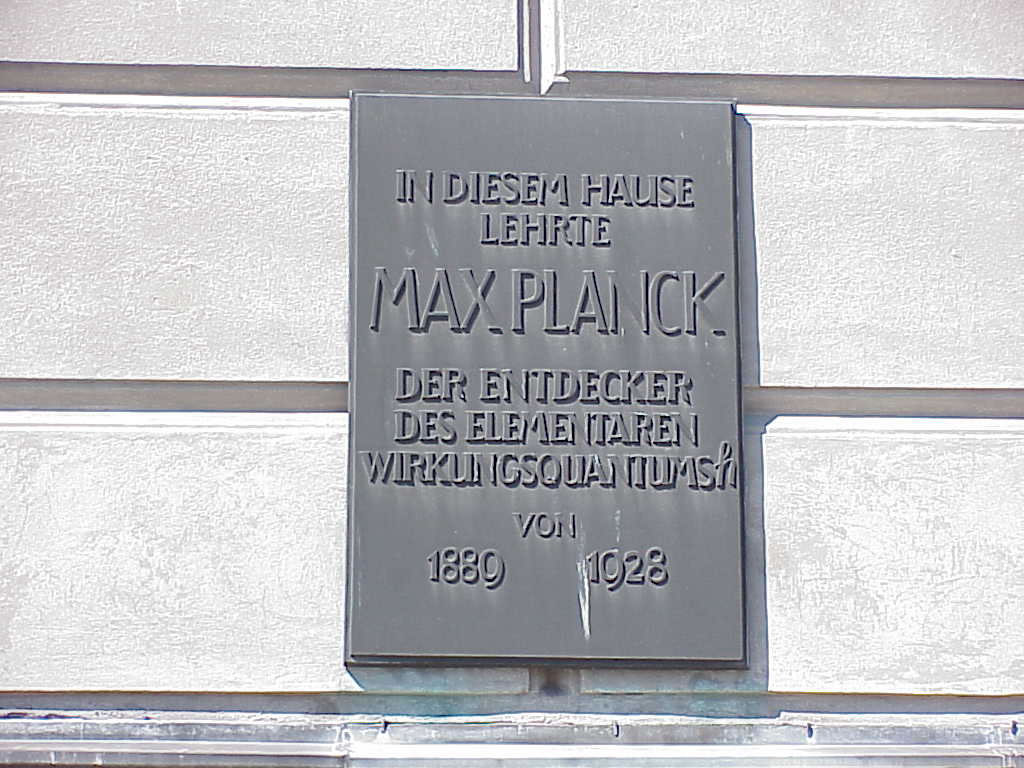 IN DIESEM HAUSE
LEHRTE
MAX PLANCK
DER ENTDECKER
DES ELEMENTAREN
WIRKUNGSQUANTUMS h
VON
1889 1928